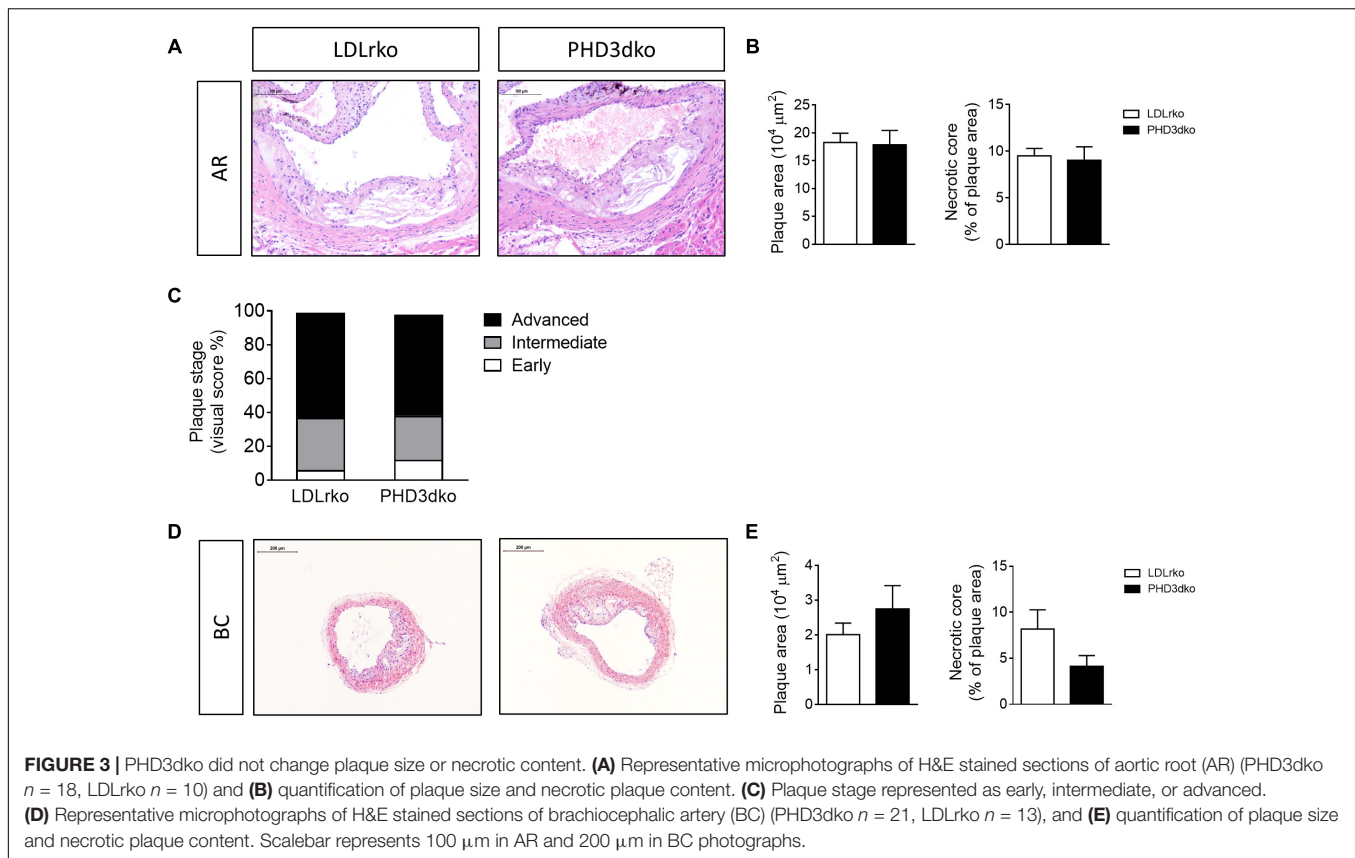 A
LDLrko
PHD3dko
AR
100 µm
100 µm
B
Plaque area (10⁴ µm²)
25
20
15
10
5
0
Necrotic core
(% of plaque area)
15
10
5
0
LDLrko
PHD3dko
C
Plaque stage
(visual score %)
100
80
60
40
20
0
LDLrko
PHD3dko
Advanced
Intermediate
Early
D
BC
200 µm
200 µm
E
Plaque area (10⁴ µm²)
4
3
2
1
0
Necrotic core
(% of plaque area)
15
10
5
0
LDLrko
PHD3dko
FIGURE 3 | PHD3dko did not change plaque size or necrotic content. (A) Representative microphotographs of H&E stained sections of aortic root (AR) (PHD3dko
n = 18, LDLrko n = 10) and (B) quantification of plaque size and necrotic plaque content. (C) Plaque stage represented as early, intermediate, or advanced.
(D) Representative microphotographs of H&E stained sections of brachiocephalic artery (BC) (PHD3dko n = 21, LDLrko n = 13), and (E) quantification of plaque size
and necrotic plaque content. Scalebar represents 100 µm in AR and 200 µm in BC photographs.